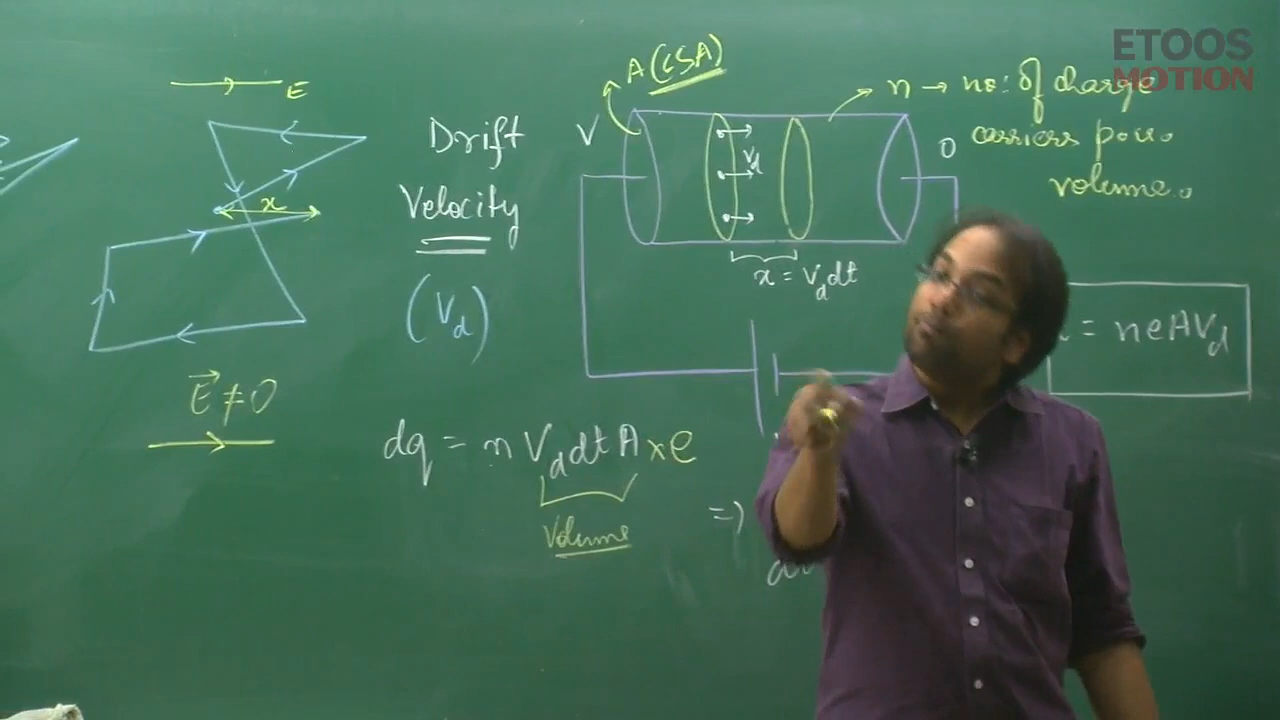 ETOOS
MOTION
E
x
E ≠ 0
Drift
Velocity
(Vd)
A (CSA)
V
Vd
0
x = Vd dt
n → no: of charge
carriers per
volume.
= neAVd
dq = n Vd dt A × e
Volume
=>